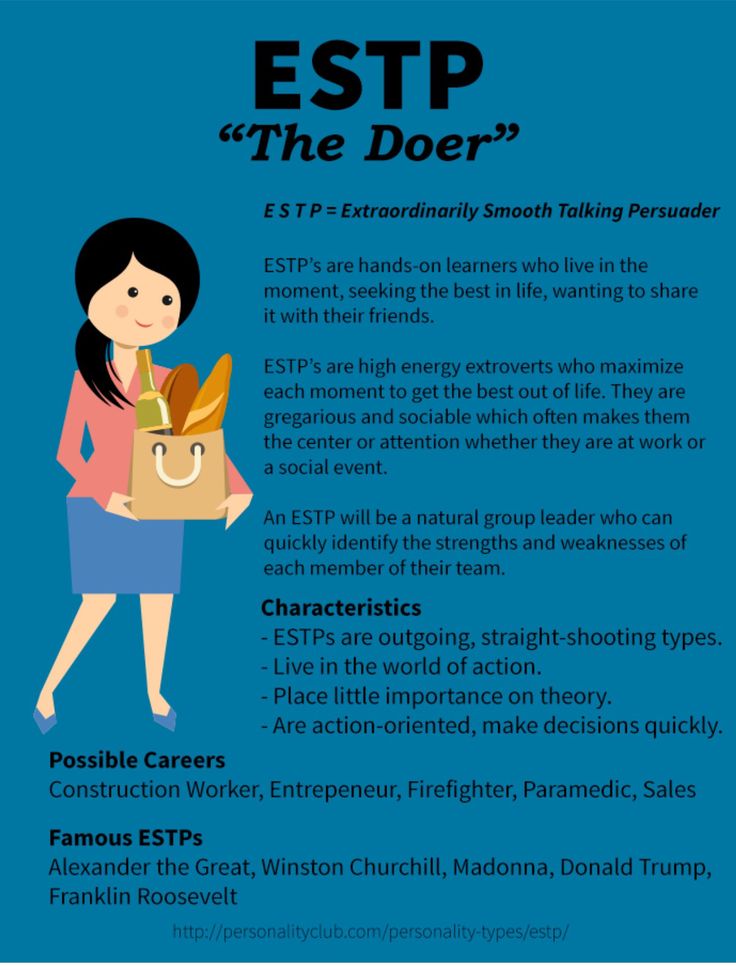 ESTP
“The Doer”
E S T P = Extraordinarily Smooth Talking Persuader
ESTP’s are hands-on learners who live in the
moment, seeking the best in life, wanting to share
it with their friends.
ESTP’s are high energy extroverts who maximize
each moment to get the best out of life. They are
gregarious and sociable which often makes them
the center or attention whether they are at work or
a social event.
An ESTP will be a natural group leader who can
quickly identify the strengths and weaknesses of
each member of their team.
Characteristics
- ESTPs are outgoing, straight-shooting types.
- Live in the world of action.
- Place little importance on theory.
- Are action-oriented, make decisions quickly.
Possible Careers
Construction Worker, Entrepeneur, Firefighter, Paramedic, Sales
Famous ESTPs
Alexander the Great, Winston Churchill, Madonna, Donald Trump,
Franklin Roosevelt
http://personalityclub.com/personality-types/estp/